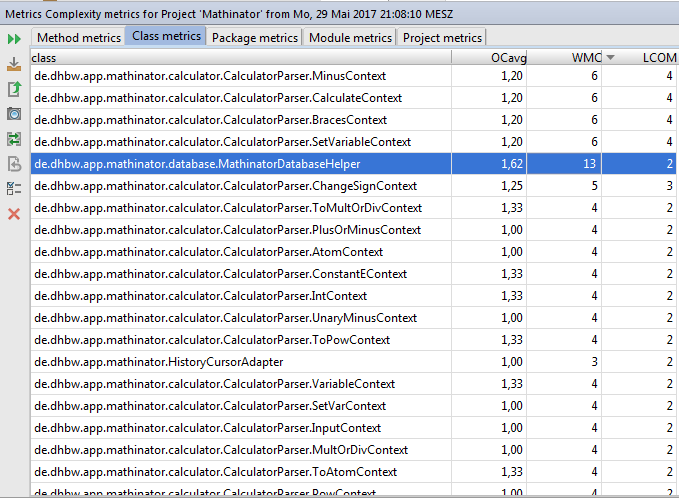 Metrics Complexity metrics for Project 'Mathinator' from Mo, 29 Mai 2017 21:08:10 MESZ
Method metrics Class metrics Package metrics Module metrics Project metrics
class OCavg WMC LCOM
de.dhbw.app.mathinator.calculator.CalculatorParser.MinusContext 1,20 6 4
de.dhbw.app.mathinator.calculator.CalculatorParser.CalculateContext 1,20 6 4
de.dhbw.app.mathinator.calculator.CalculatorParser.BracesContext 1,20 6 4
de.dhbw.app.mathinator.calculator.CalculatorParser.SetVariableContext 1,20 6 4
de.dhbw.app.mathinator.database.MathinatorDatabaseHelper 1,62 13 2
de.dhbw.app.mathinator.calculator.CalculatorParser.ChangeSignContext 1,25 5 3
de.dhbw.app.mathinator.calculator.CalculatorParser.ToMultOrDivContext 1,33 4 2
de.dhbw.app.mathinator.calculator.CalculatorParser.PlusOrMinusContext 1,00 4 2
de.dhbw.app.mathinator.calculator.CalculatorParser.AtomContext 1,00 4 2
de.dhbw.app.mathinator.calculator.CalculatorParser.ConstantEContext 1,33 4 2
de.dhbw.app.mathinator.calculator.CalculatorParser.IntContext 1,33 4 2
de.dhbw.app.mathinator.calculator.CalculatorParser.UnaryMinusContext 1,00 4 2
de.dhbw.app.mathinator.calculator.CalculatorParser.ToPowContext 1,33 4 2
de.dhbw.app.mathinator.HistoryCursorAdapter 1,00 3 2
de.dhbw.app.mathinator.calculator.CalculatorParser.VariableContext 1,33 4 2
de.dhbw.app.mathinator.calculator.CalculatorParser.SetVarContext 1,00 4 2
de.dhbw.app.mathinator.calculator.CalculatorParser.InputContext 1,00 4 2
de.dhbw.app.mathinator.calculator.CalculatorParser.MultOrDivContext 1,00 4 2
de.dhbw.app.mathinator.calculator.CalculatorParser.ToAtomContext 1,33 4 2
de.dhbw.app.mathinator.calculator.CalculatorParser.PowContext 1,00 4 2